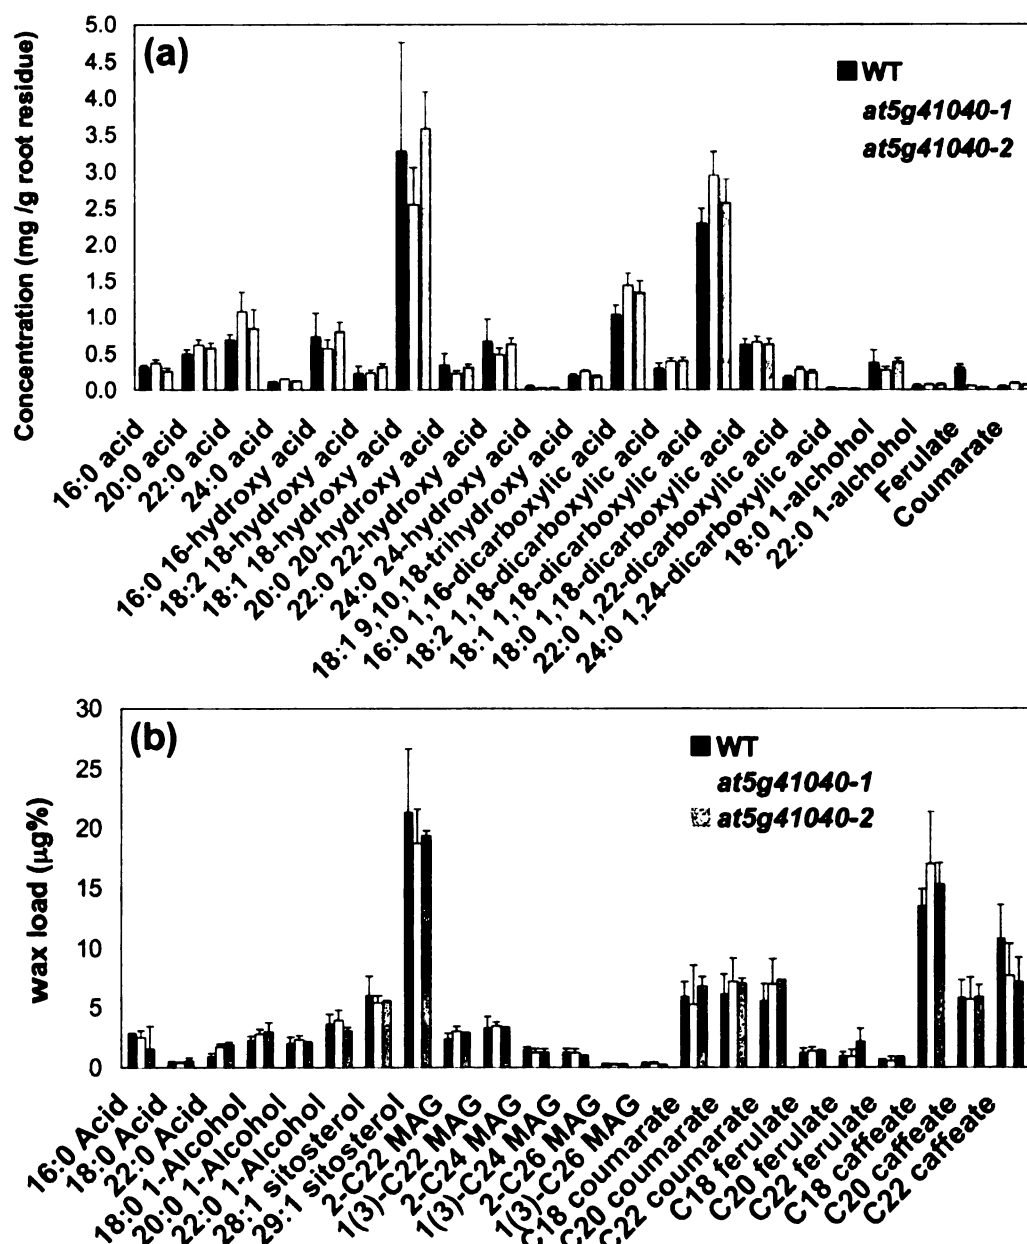 5.0
4.5
4.0
3.5
3.0
2.5
2.0
1.5
1.0
0.5
0.0
Concentration (mg /g root residue)
(a)
WT
at5g41040-1
at5g41040-2
16:0 acid
20:0 acid
22:0 acid
24:0 acid
16:0 16-hydroxy acid
18:2 18-hydroxy acid
18:1 18-hydroxy acid
20:0 20-hydroxy acid
22:0 22-hydroxy acid
24:0 24-hydroxy acid
18:1 9,10,18-trihydroxy acid
16:0 1,16-dicarboxylic acid
18:2 1,18-dicarboxylic acid
18:1 1,18-dicarboxylic acid
18:0 1,18-dicarboxylic acid
22:0 1,22-dicarboxylic acid
24:0 1,24-dicarboxylic acid
18:0 1-alchohol
22:0 1-alchohol
Ferulate
Coumarate
30
25
20
15
10
5
0
wax load (µg%)
(b)
WT
at5g41040-1
at5g41040-2
16:0 Acid
18:0 Acid
22:0 Acid
18:0 1-Alcohol
20:0 1-Alcohol
22:0 1-Alcohol
28:1 sitosterol
29:1 sitosterol
2-C22 MAG
1(3)-C22 MAG
2-C24 MAG
1(3)-C24 MAG
2-C26 MAG
1(3)-C26 MAG
C18 coumarate
C20 coumarate
C22 coumarate
C18 ferulate
C20 ferulate
C22 ferulate
C18 caffeate
C20 caffeate
C22 caffeate